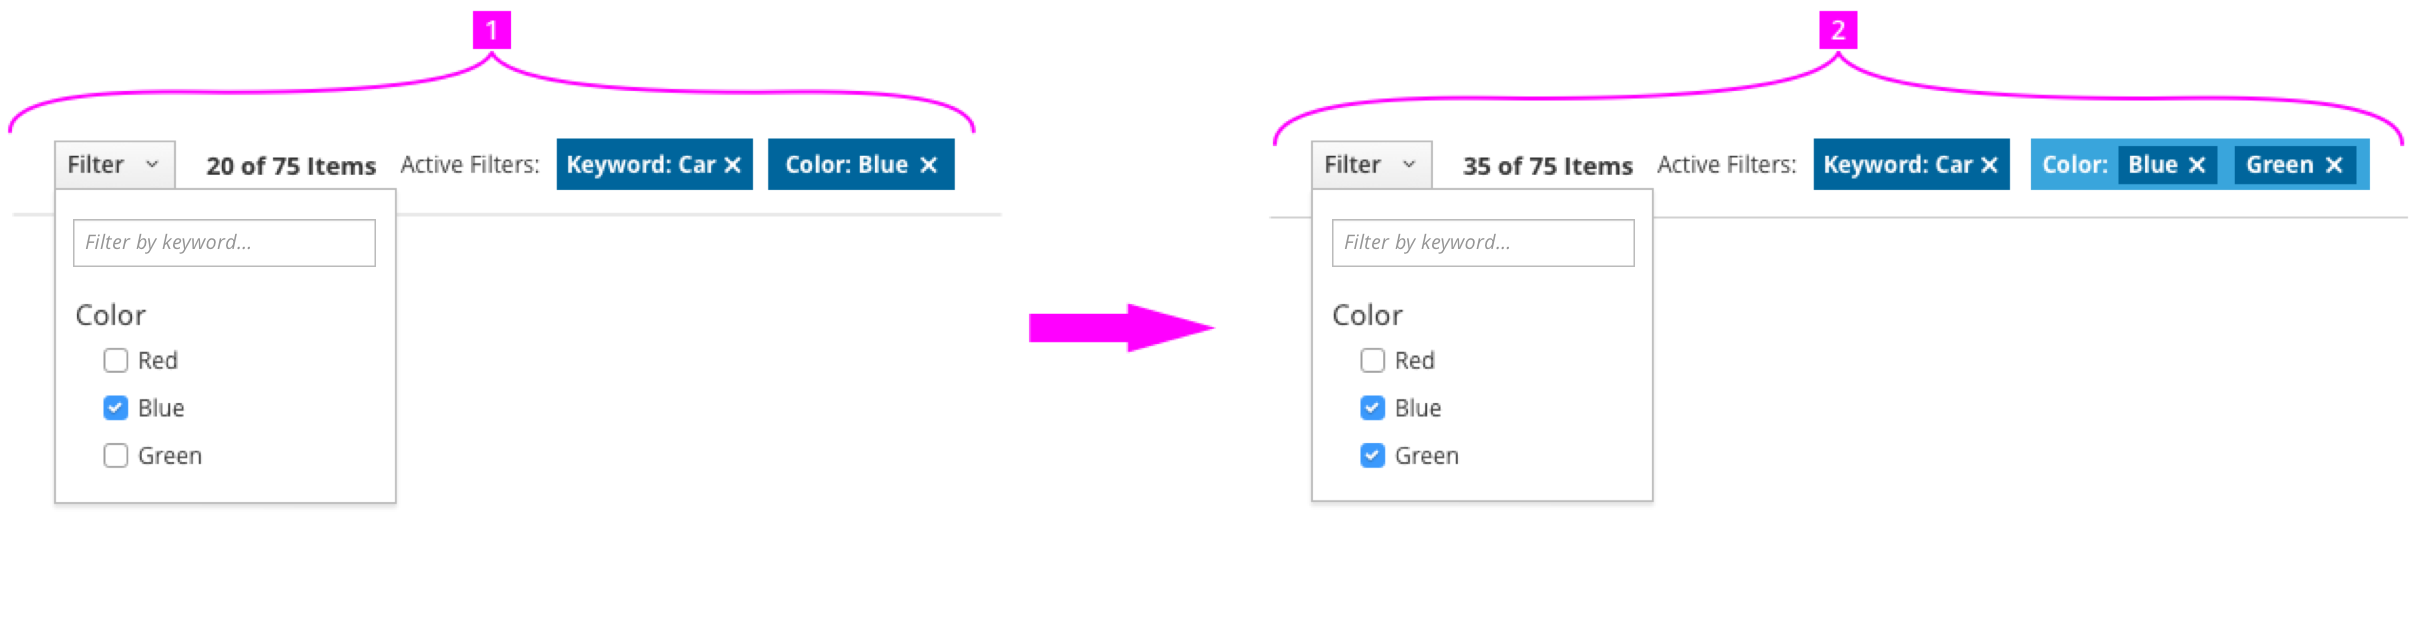 1
Filter 20 of 75 Items Active Filters: Keyword: Car ✕ Color: Blue ✕
Filter by keyword...
Color
Red
Blue
Green
2
Filter 35 of 75 Items Active Filters: Keyword: Car ✕ Color: Blue ✕ Green ✕
Filter by keyword...
Color
Red
Blue
Green